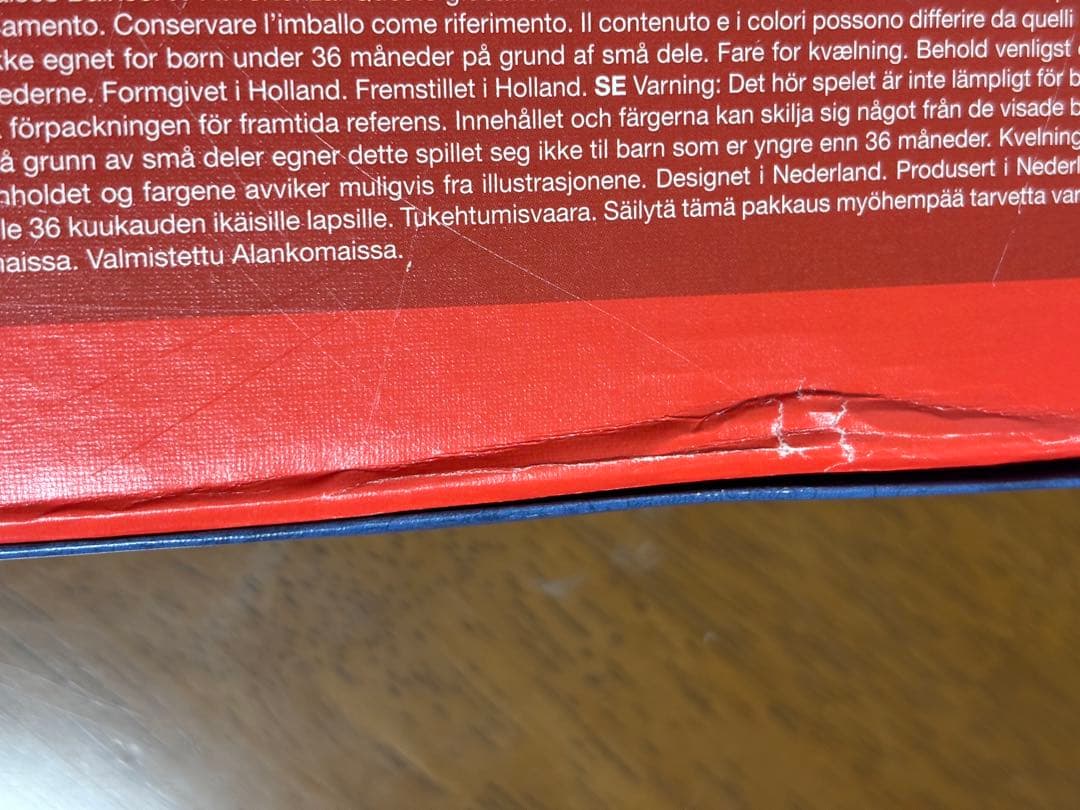 amento. Conservare l'imballo come riferimento. Il contenuto e i colori possono differire da quelli
ke egnet for børn under 36 måneder på grund af små dele. Fare for kvælning. Behold venligst
ederne. Formgivet i Holland. Fremstillet i Holland. SE Varning: Det hör spelet är inte lämpligt för b
förpackningen för framtida referens. Innehållet och färgerna kan skilja sig något från de visade b
å grunn av små deler egner dette spillet seg ikke til barn som er yngre enn 36 måneder. Kvelning
nholdet og fargene avviker muligvis fra illustrasjonene. Designet i Nederland. Produsert i Nederl
le 36 kuukauden ikäisille lapsille. Tukehtumisvaara. Säilytä tämä pakkaus myöhempää tarvetta var
naissa. Valmistettu Alankomaissa.